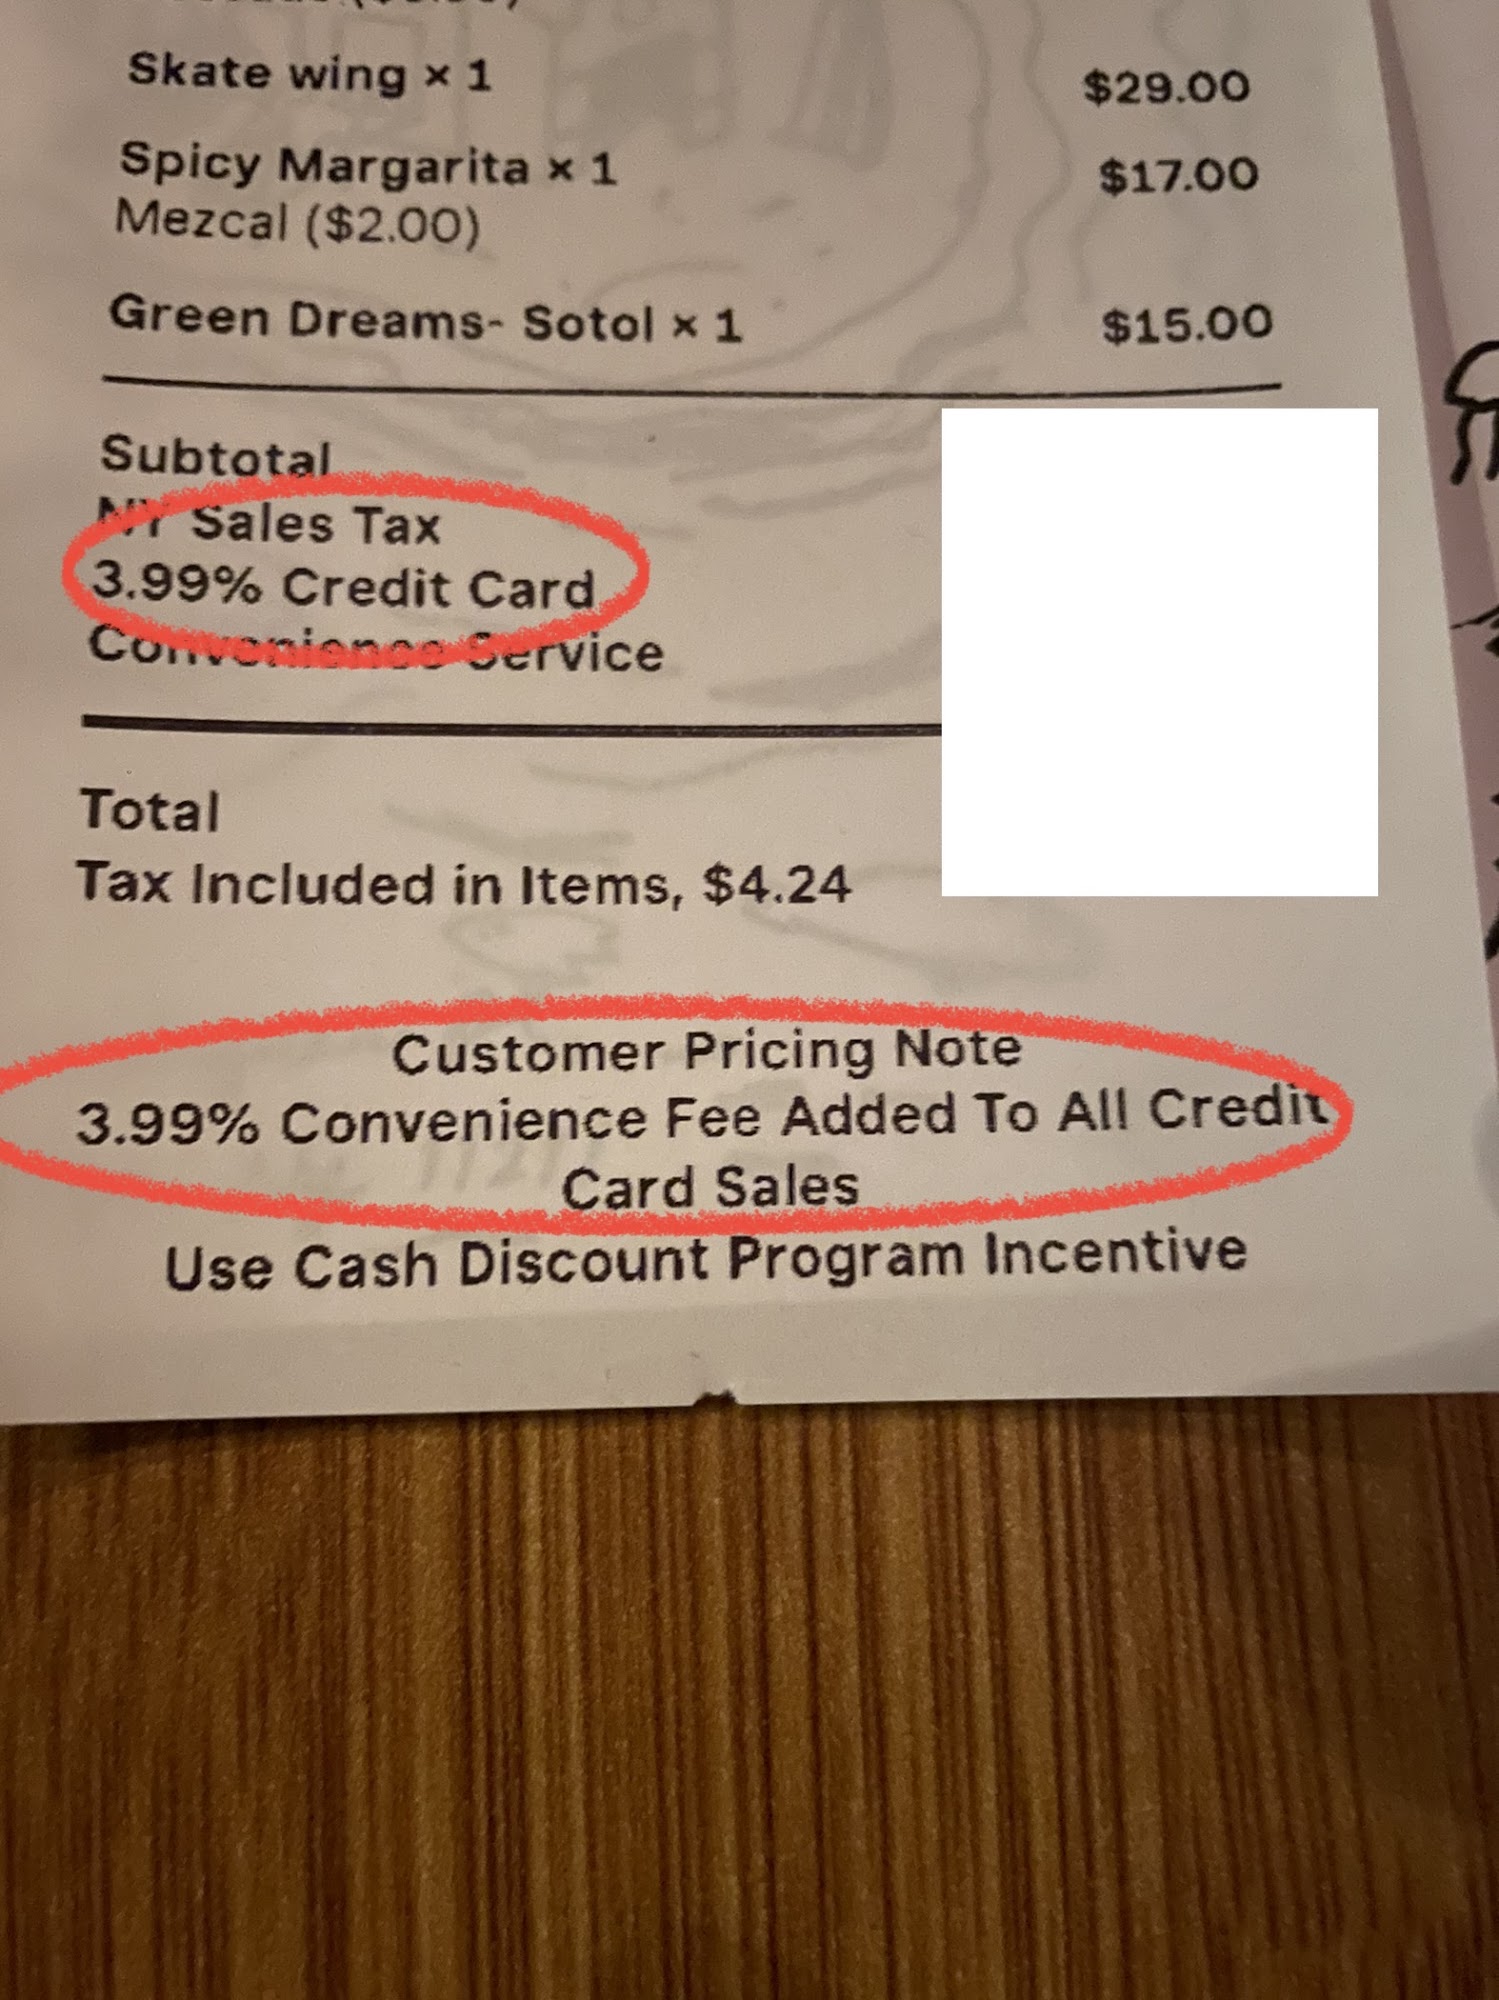 Skate wing × 1 $29.00
Spicy Margarita × 1 $17.00
Mezcal ($2.00)
Green Dreams- Sotol × 1 $15.00
Subtotal
NY Sales Tax
3.99% Credit Card
Convenience Service
Total
Tax Included in Items, $4.24
Customer Pricing Note
3.99% Convenience Fee Added To All Credit
Card Sales
Use Cash Discount Program Incentive